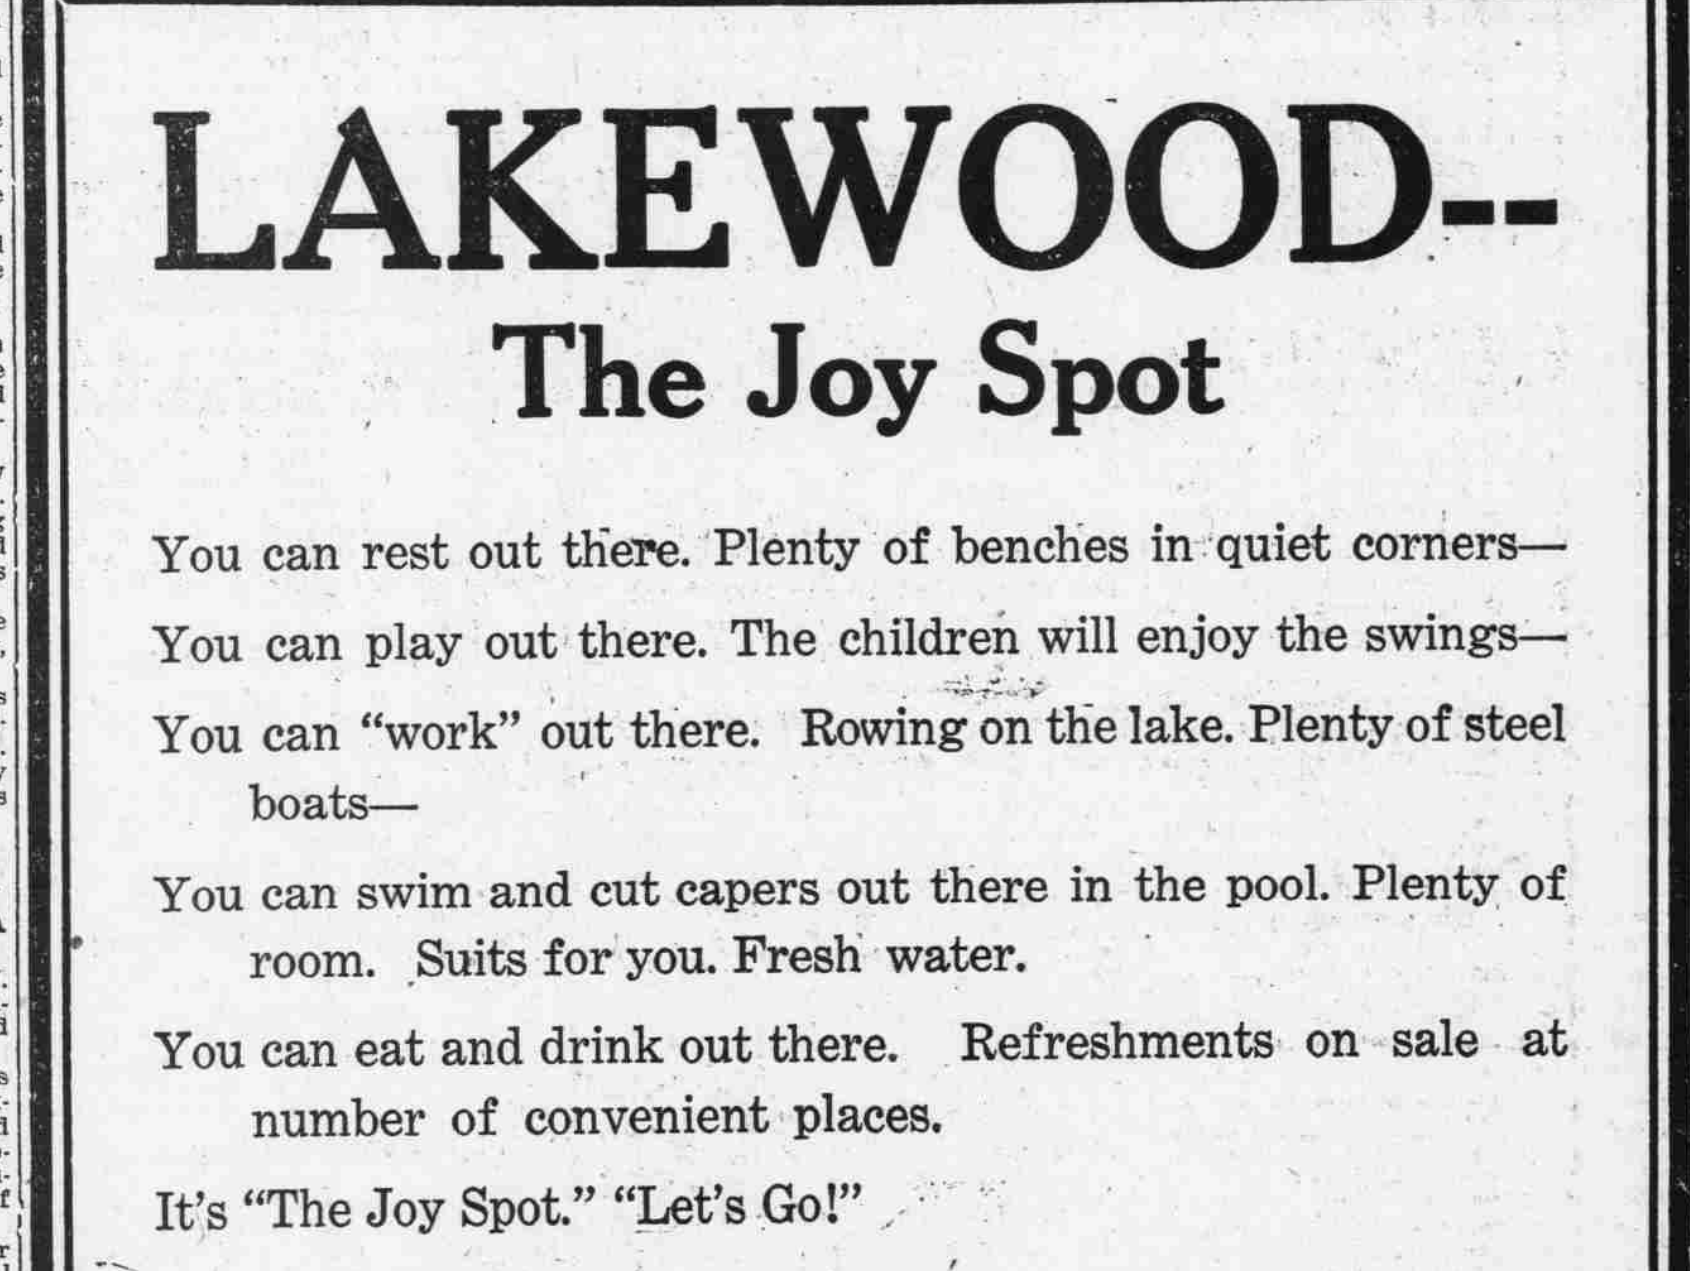 LAKEWOOD--
The Joy Spot
You can rest out there. Plenty of benches in quiet corners—
You can play out there. The children will enjoy the swings—
You can “work” out there. Rowing on the lake. Plenty of steel
boats—
You can swim and cut capers out there in the pool. Plenty of
room. Suits for you. Fresh water.
You can eat and drink out there. Refreshments on sale at
number of convenient places.
It's “The Joy Spot.” “Let's Go!”